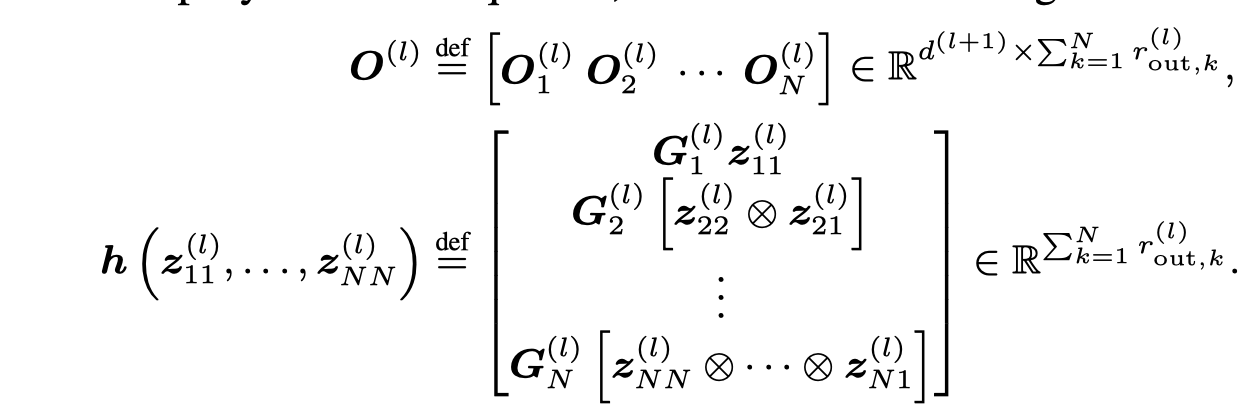 $\boldsymbol{O}^{(l)} \stackrel{\text{def}}{=} \left[ \boldsymbol{O}_1^{(l)} \; \boldsymbol{O}_2^{(l)} \; \cdots \; \boldsymbol{O}_N^{(l)} \right] \in \mathbb{R}^{d^{(l+1)} \times \sum_{k=1}^{N} r_{\text{out},k}^{(l)}},$
$\boldsymbol{h}\left( \boldsymbol{z}_{11}^{(l)}, \ldots, \boldsymbol{z}_{NN}^{(l)} \right) \stackrel{\text{def}}{=} \begin{bmatrix} \boldsymbol{G}_1^{(l)} \boldsymbol{z}_{11}^{(l)} \\ \boldsymbol{G}_2^{(l)} \left[ \boldsymbol{z}_{22}^{(l)} \otimes \boldsymbol{z}_{21}^{(l)} \right] \\ \vdots \\ \boldsymbol{G}_N^{(l)} \left[ \boldsymbol{z}_{NN}^{(l)} \otimes \cdots \otimes \boldsymbol{z}_{N1}^{(l)} \right] \end{bmatrix} \in \mathbb{R}^{\sum_{k=1}^{N} r_{\text{out},k}^{(l)}}.$